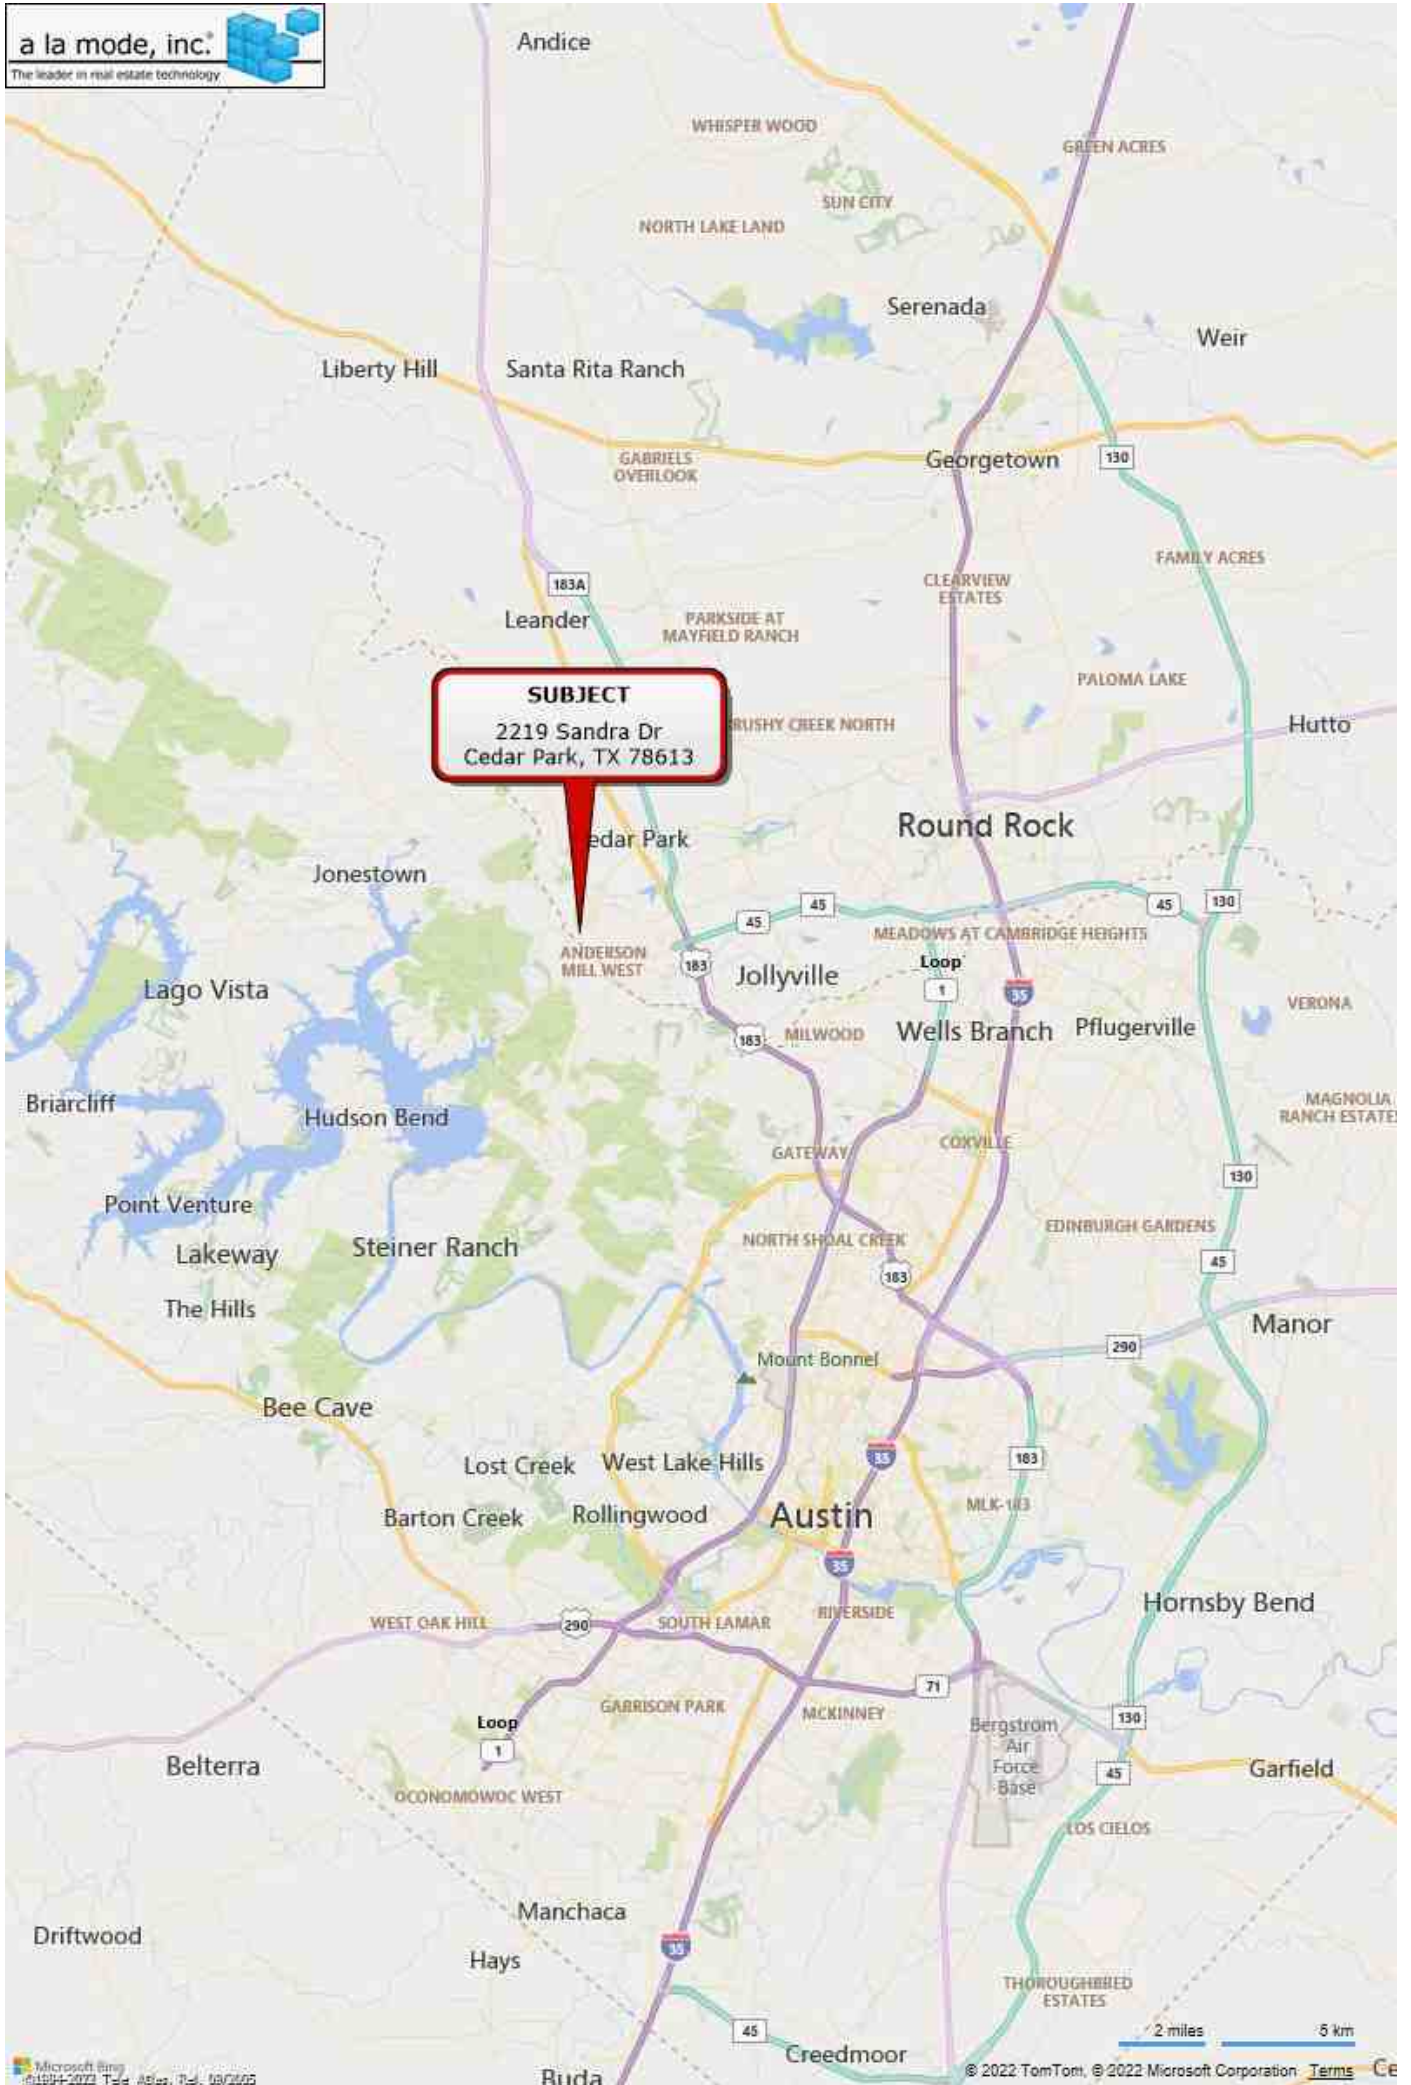 a la mode, inc.
The leader in real estate technology
Andice
WHISPER WOOD
GREEN ACRES
SUN CITY
NORTH LAKE LAND
Serenada
Weir
Liberty Hill
Santa Rita Ranch
GABRIELS
OVERLOOK
Georgetown
130
FAMILY ACRES
CLEARVIEW
ESTATES
183A
Leander
PARKSIDE AT
MAYFIELD RANCH
PALOMA LAKE
SUBJECT
2219 Sandra Dr
Cedar Park, TX 78613
RUSHY CREEK NORTH
Hutto
Round Rock
edar Park
Jonestown
45
45
45
130
MEADOWS AT CAMBRIDGE HEIGHTS
ANDERSON
MILL WEST
183
Jollyville
Loop
1
35
Lago Vista
VERONA
183
MILWOOD
Wells Branch
Pflugerville
Briarcliff
Hudson Bend
MAGNOLIA
RANCH ESTATE
GATEWAY
COXVILLE
130
Point Venture
EDINBURGH GARDENS
Lakeway
Steiner Ranch
NORTH SHOAL CREEK
183
45
The Hills
Manor
290
Mount Bonnel
Bee Cave
Lost Creek
West Lake Hills
35
183
Barton Creek
Rollingwood
Austin
MLK-183
35
Hornsby Bend
WEST OAK HILL
290
SOUTH LAMAR
RIVERSIDE
71
GARRISON PARK
MCKINNEY
130
Loop
1
Bergstrom
Air
Force
Base
Belterra
45
Garfield
OCONOMOWOC WEST
LOS CIELOS
Manchaca
Driftwood
35
Hays
THOROUGHBRED
ESTATES
45
2 miles
5 km
Creedmoor
Buda
Microsoft Bing
© 2022 TomTom, © 2022 Microsoft Corporation Terms
Ce